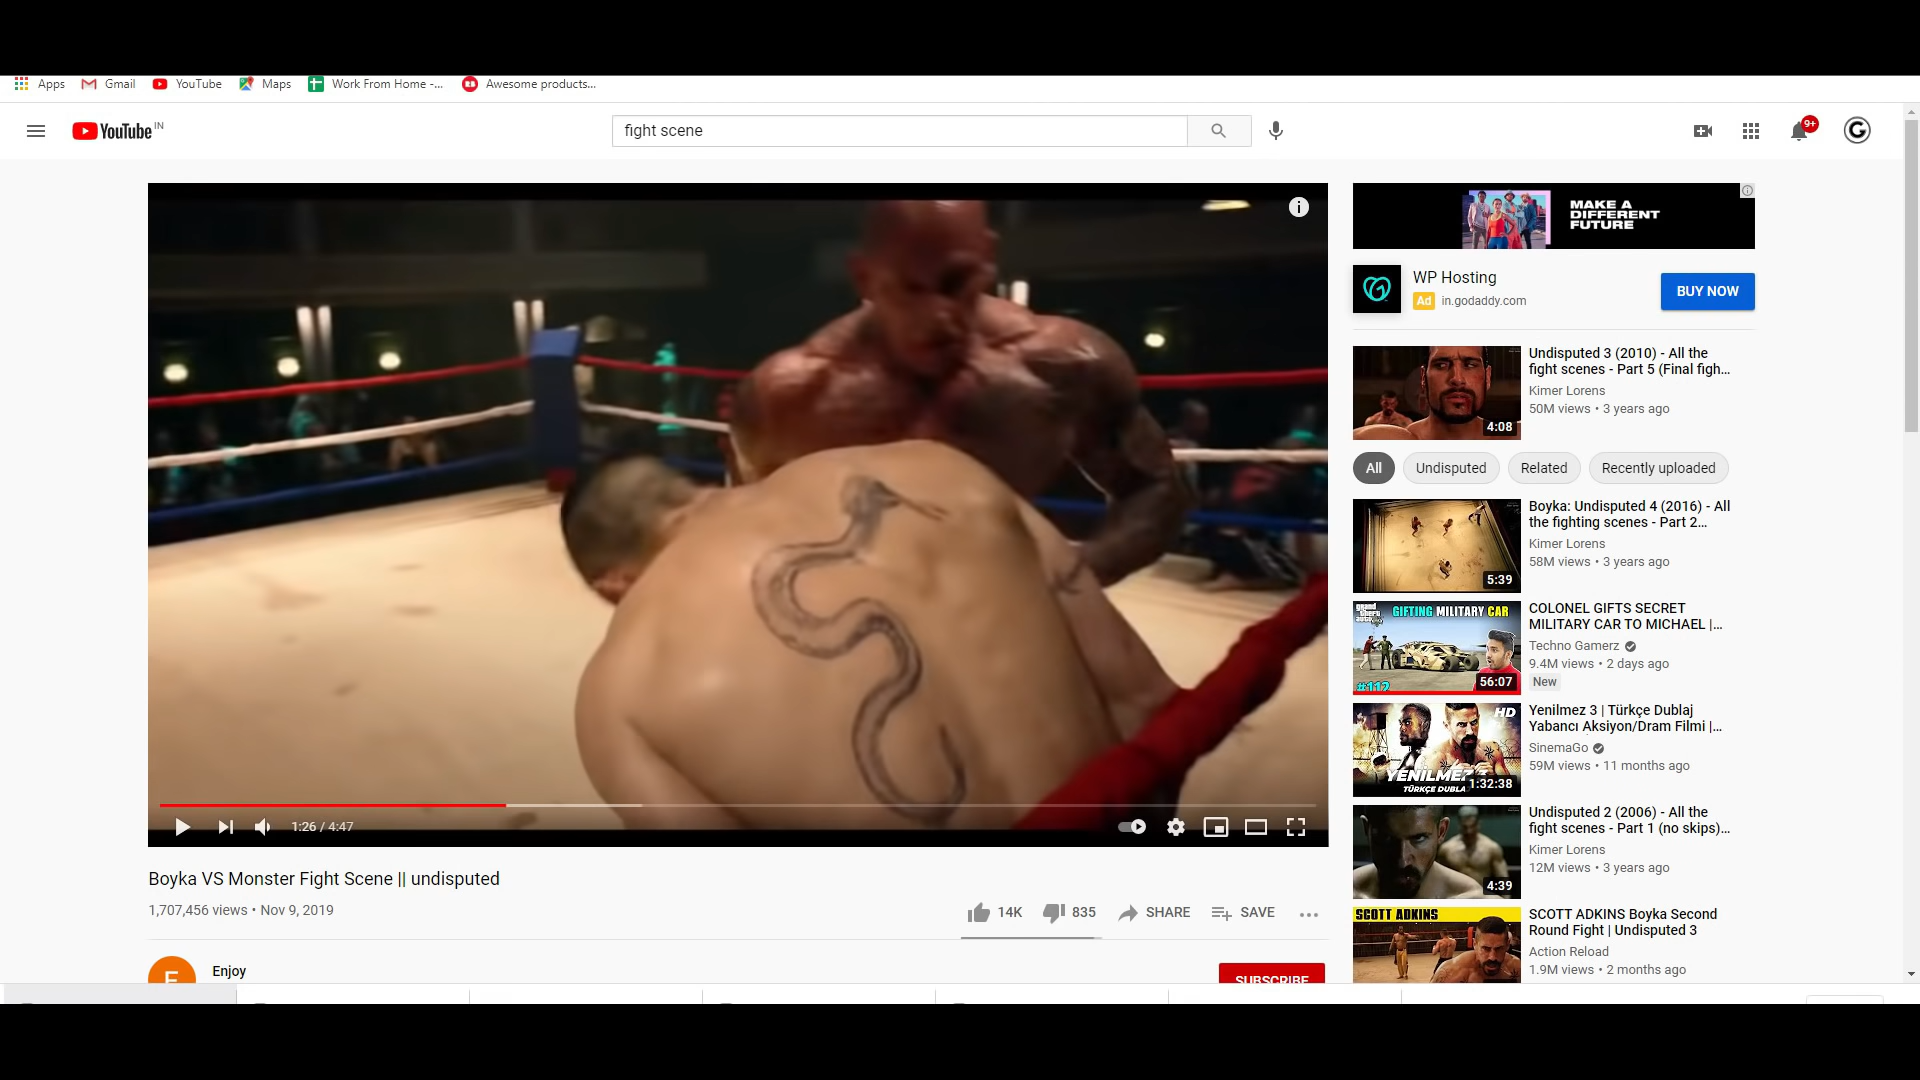 Apps
Gmail
YouTube
Maps
Work From Home -...
Awesome products...
YouTube IN
fight scene
9+
MAKE A
DIFFERENT
FUTURE
WP Hosting
Ad in.godaddy.com
BUY NOW
Undisputed 3 (2010) - All the
fight scenes - Part 5 (Final figh...
Kimer Lorens
50M views • 3 years ago
4:08
All
Undisputed
Related
Recently uploaded
Boyka: Undisputed 4 (2016) - All
the fighting scenes - Part 2...
Kimer Lorens
58M views • 3 years ago
5:39
grand
theft
auto
GIFTING MILITARY CAR
#112
56:07
COLONEL GIFTS SECRET
MILITARY CAR TO MICHAEL |...
Techno Gamerz
9.4M views • 2 days ago
New
HD
YENILMEZ
TÜRKÇE DUBLA
1:32:38
Yenilmez 3 | Türkçe Dublaj
Yabancı Aksiyon/Dram Filmi |...
SinemaGo
59M views • 11 months ago
Undisputed 2 (2006) - All the
fight scenes - Part 1 (no skips)...
Kimer Lorens
12M views • 3 years ago
4:39
SCOTT ADKINS
SCOTT ADKINS Boyka Second
Round Fight | Undisputed 3
Action Reload
1.9M views • 2 months ago
1:26 / 4:47
Boyka VS Monster Fight Scene || undisputed
1,707,456 views • Nov 9, 2019
14K
835
SHARE
SAVE
E
Enjoy
SUBSCRIBE